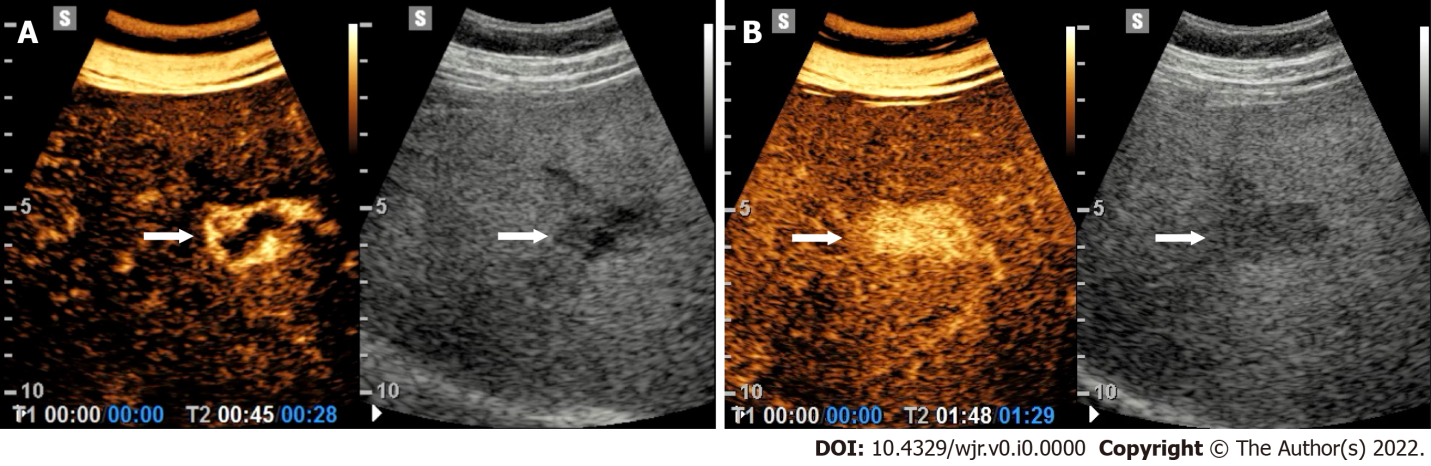 A S S B S S
5 5 5 5
10 10 10 10
T1 00:00/00:00 T2 00:45/00:28 T1 00:00/00:00 T2 01:48/01:29
DOI: 10.4329/wjr.v0.i0.0000 Copyright © The Author(s) 2022.